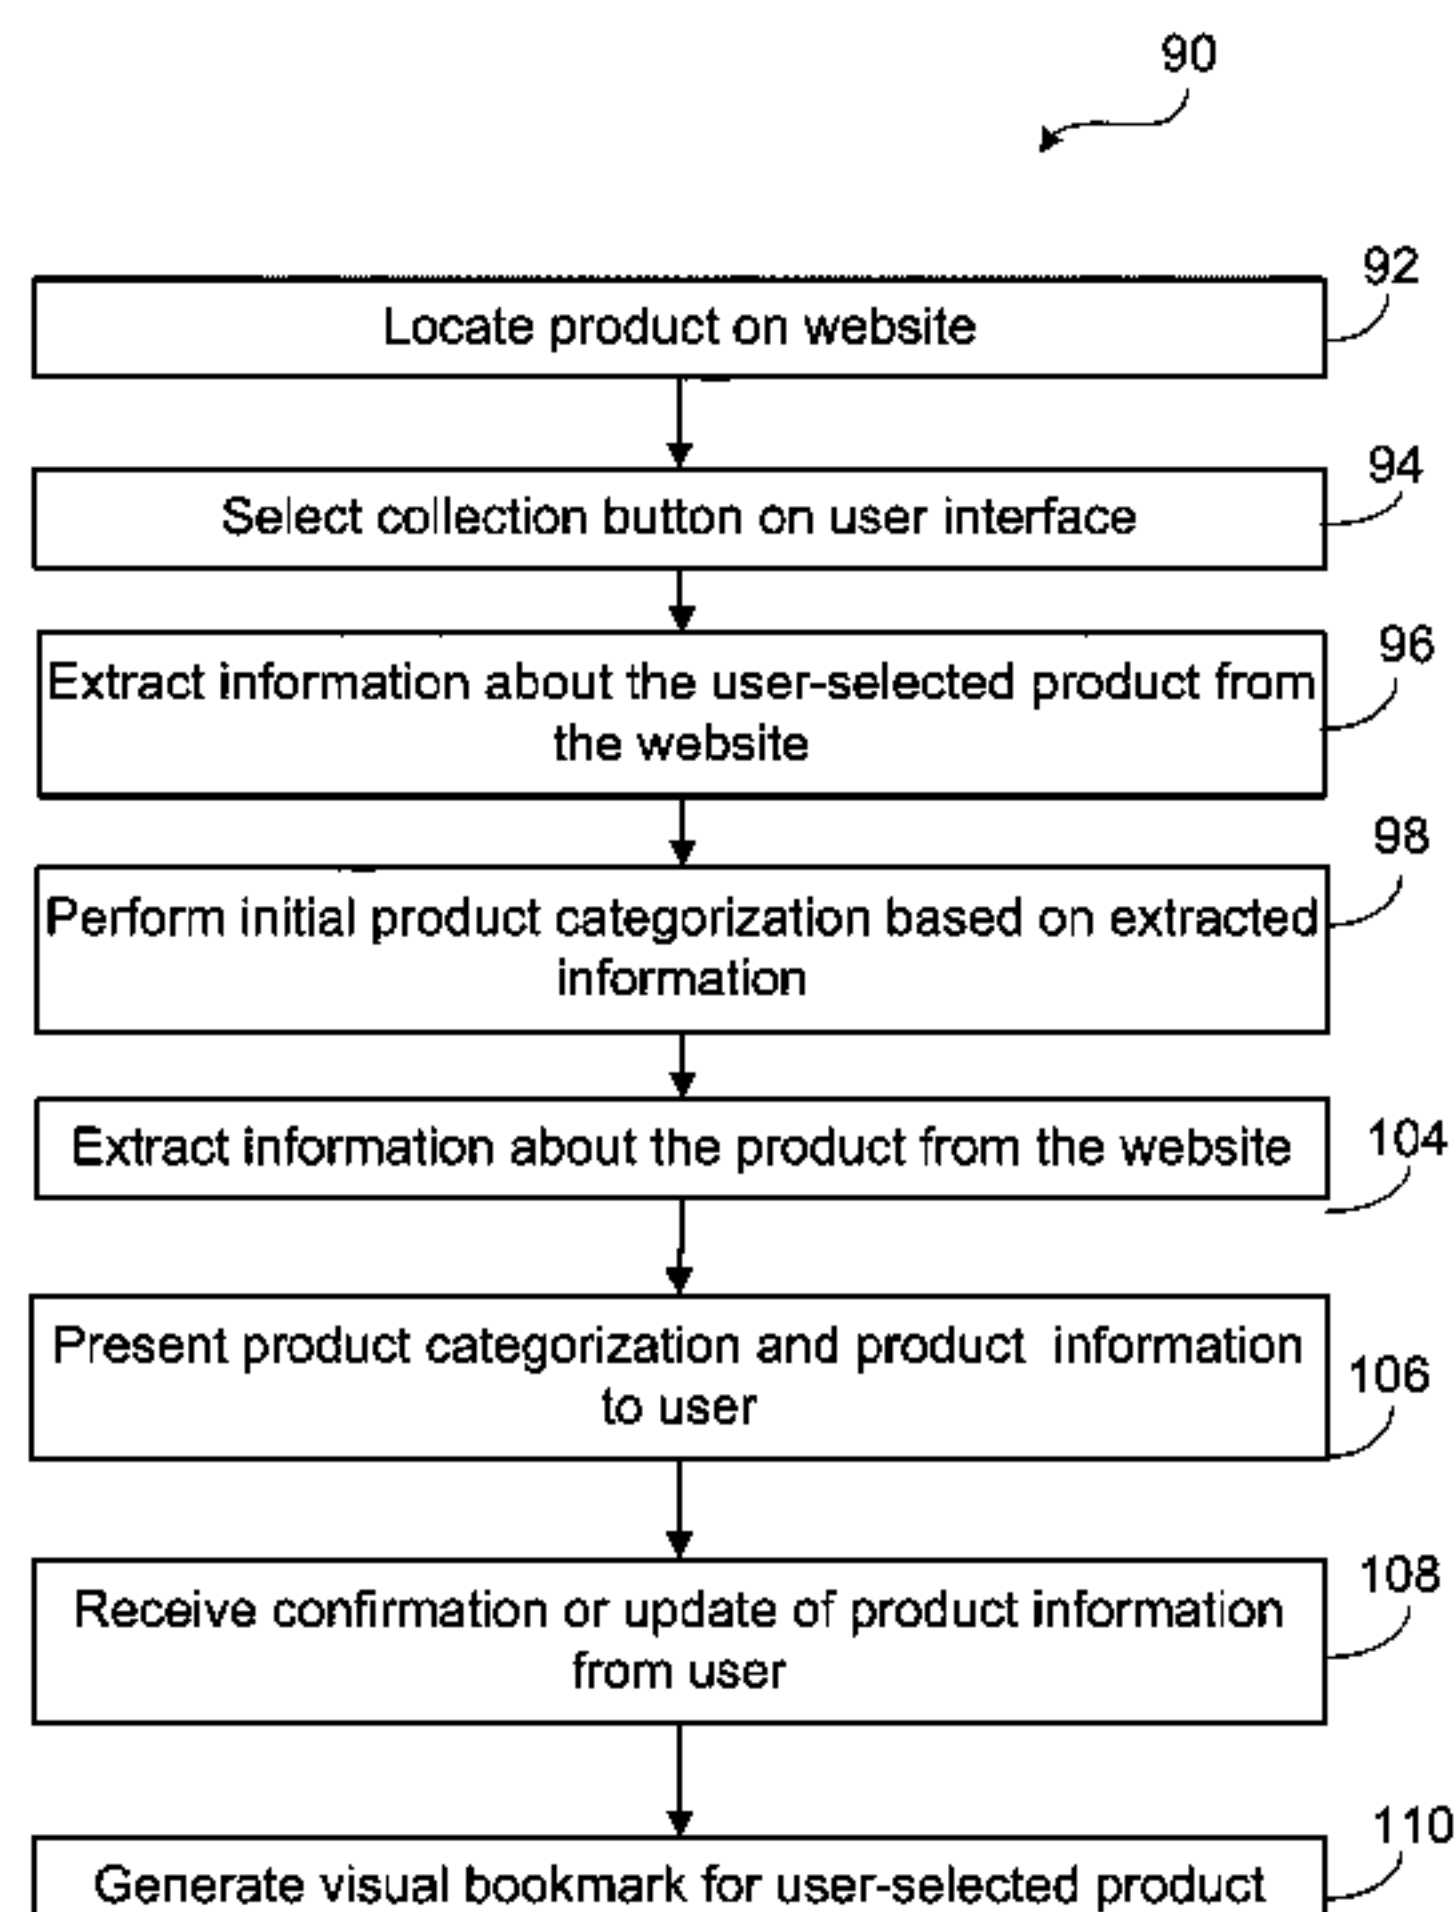 90
92
Locate product on website
94
Select collection button on user interface
96
Extract information about the user-selected product from
the website
98
Perform initial product categorization based on extracted
information
104
Extract information about the product from the website
106
Present product categorization and product information
to user
108
Receive confirmation or update of product information
from user
110
Generate visual bookmark for user-selected product